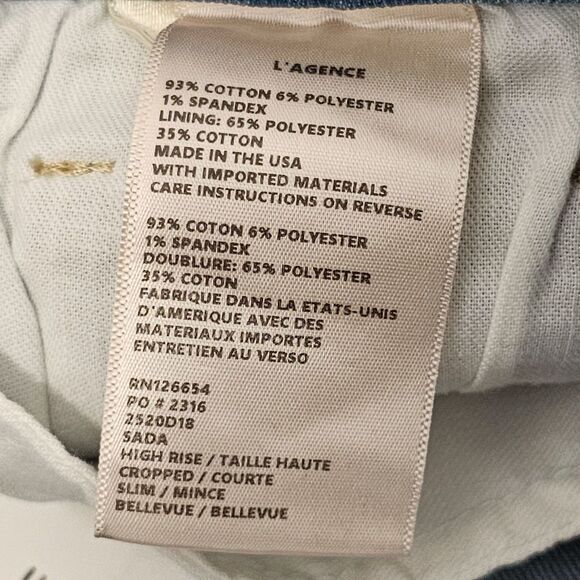 L'AGENCE
93% COTTON 6% POLYESTER
1% SPANDEX
LINING: 65% POLYESTER
35% COTTON
MADE IN THE USA
WITH IMPORTED MATERIALS
CARE INSTRUCTIONS ON REVERSE
93% COTON 6% POLYESTER
1% SPANDEX
DOUBLURE: 65% POLYESTER
35% COTON
FABRIQUE DANS LA ETATS-UNIS
D'AMERIQUE AVEC DES
MATERIAUX IMPORTES
ENTRETIEN AU VERSO
RN126654
PO # 2316
2520D18
SADA
HIGH RISE / TAILLE HAUTE
CROPPED / COURTE
SLIM / MINCE
BELLEVUE / BELLEVUE